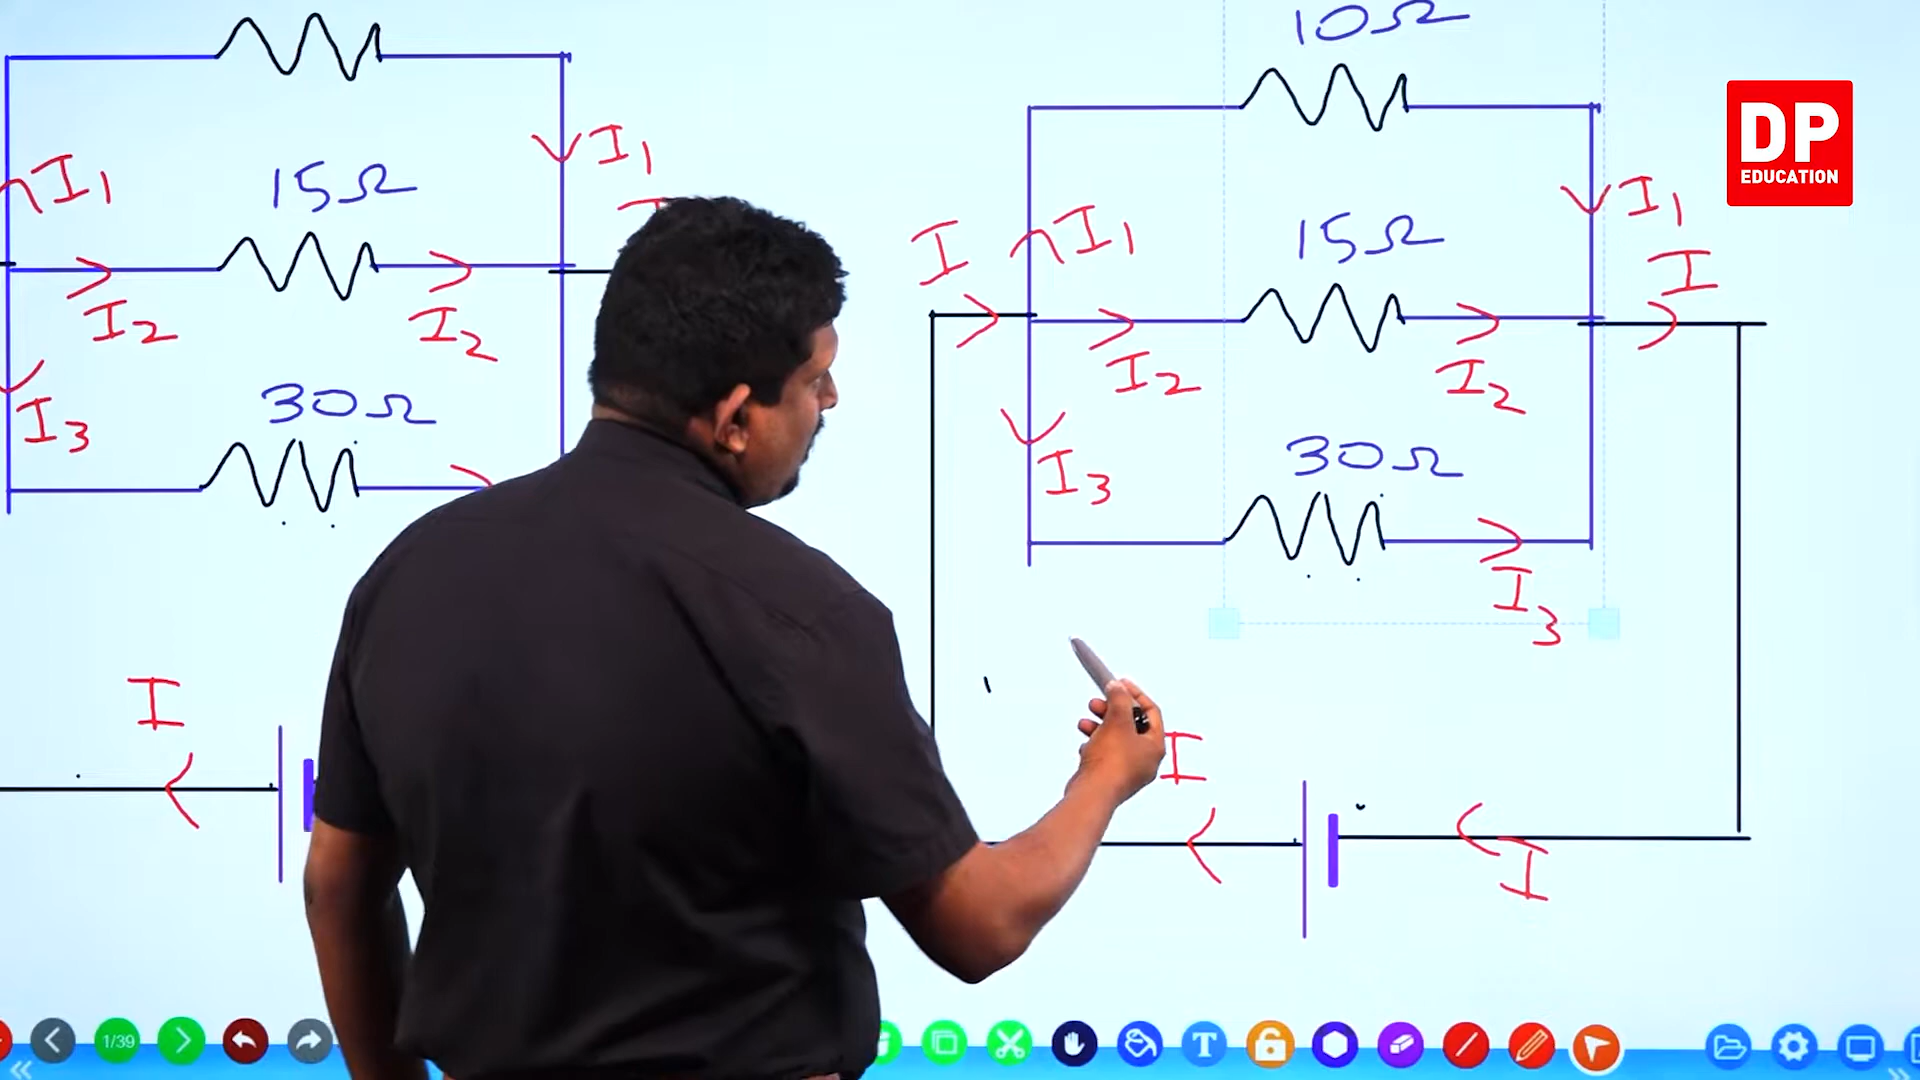 I1
15Ω
I1
I2
I2
30Ω
I3
I
10Ω
I
I1
15Ω
I1
I
I2
I2
30Ω
I3
I3
I
I
DP
EDUCATION
1/39
T